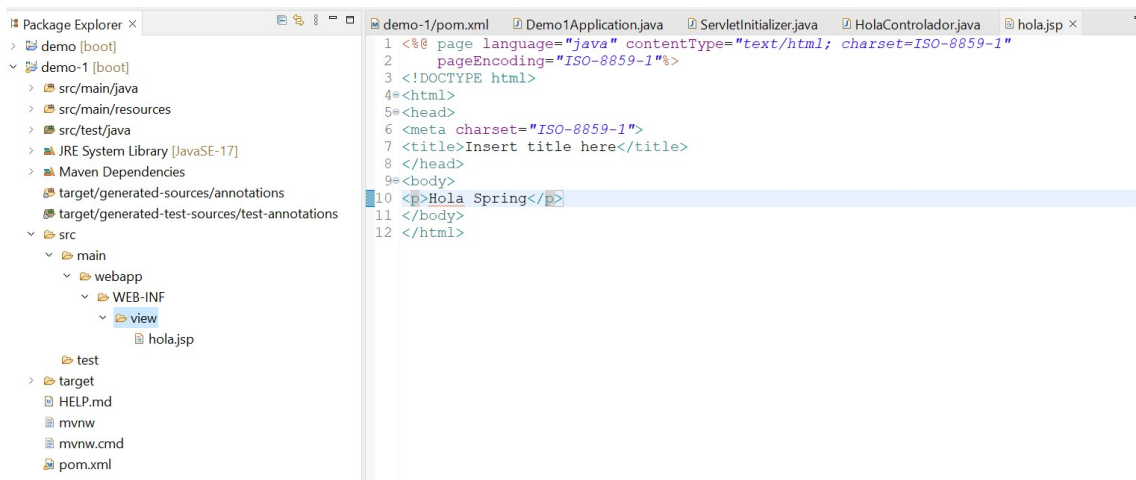 Package Explorer ×
demo [boot]
demo-1 [boot]
src/main/java
src/main/resources
src/test/java
JRE System Library [JavaSE-17]
Maven Dependencies
target/generated-sources/annotations
target/generated-test-sources/test-annotations
src
main
webapp
WEB-INF
view
hola.jsp
test
target
HELP.md
mvnw
mvnw.cmd
pom.xml
demo-1/pom.xml Demo1Application.java ServletInitializer.java HolaControlador.java hola.jsp ×
1 <%@ page language="java" contentType="text/html; charset=ISO-8859-1"
2 pageEncoding="ISO-8859-1"%>
3 <!DOCTYPE html>
4 <html>
5 <head>
6 <meta charset="ISO-8859-1">
7 <title>Insert title here</title>
8 </head>
9 <body>
10 <p>Hola Spring</p>
11 </body>
12 </html>